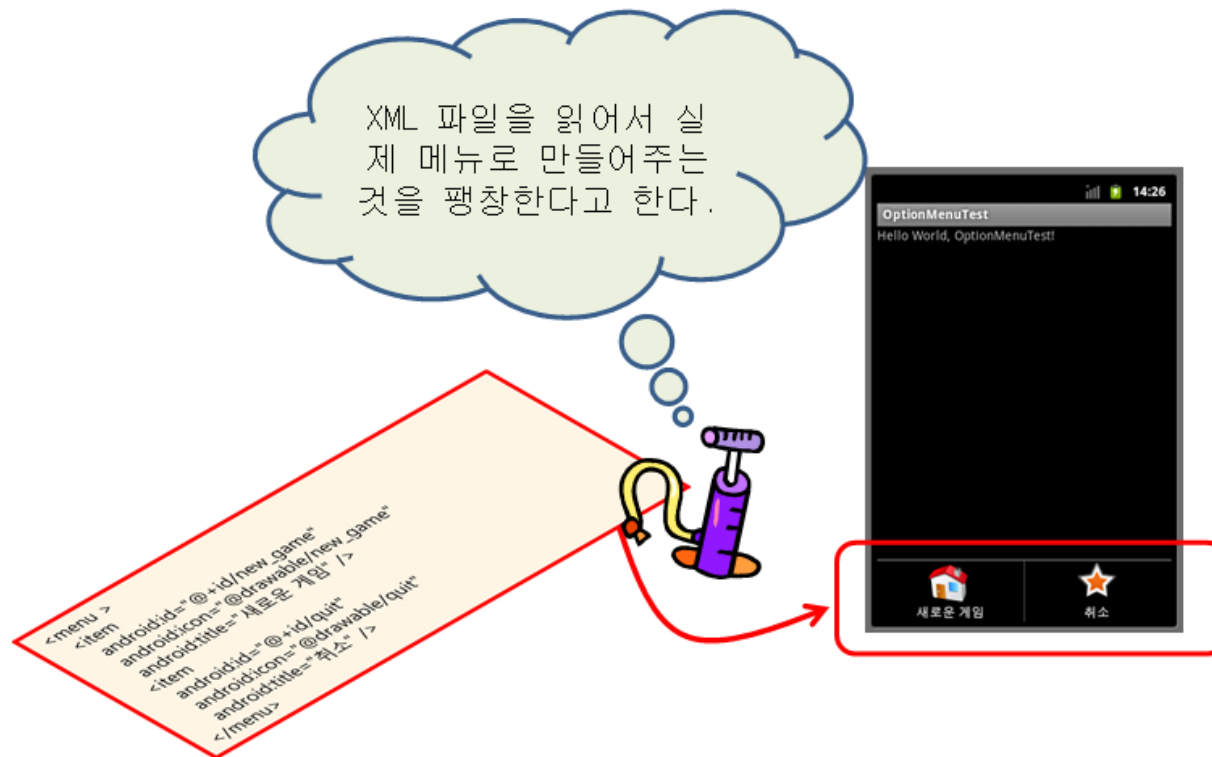 XML 파일을 읽어서 실
제 메뉴로 만들어주는
것을 팽창한다고 한다.
14:26
OptionMenuTest
Hello World, OptionMenuTest!
새로운 게임
취소
<menu >
<item
android:id="@+id/new_game"
android:icon="@drawable/new_game"
android:title="새로운 게임" />
<item
android:id="@+id/quit"
android:icon="@drawable/quit"
android:title="취소" />
</menu>